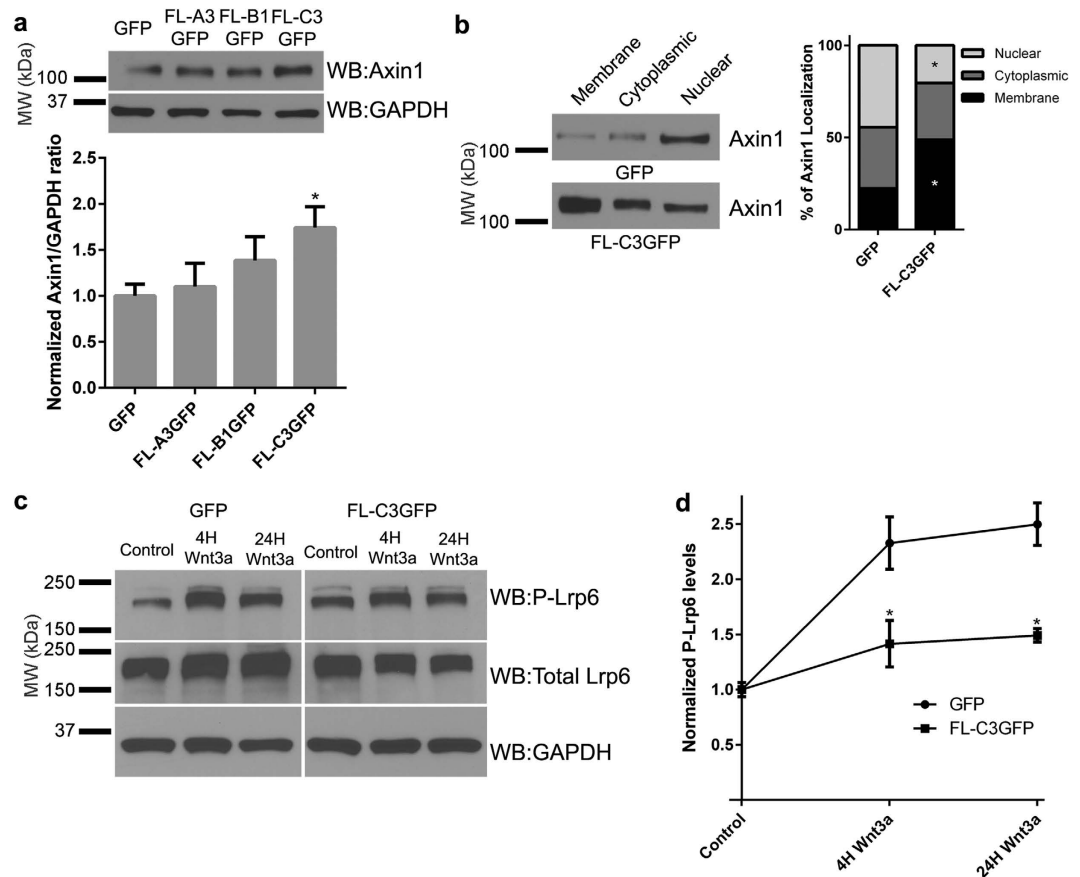 a
GFP
FL-A3 FL-B1 FL-C3
GFP GFP GFP
MW (kDa)
100
37
WB:Axin1
WB:GAPDH
Normalized Axin1/GAPDH ratio
2.5
2.0
1.5
1.0
0.5
0.0
*
GFP
FL-A3GFP
FL-B1GFP
FL-C3GFP
b
Membrane
Cytoplasmic
Nuclear
MW (kDa)
100
Axin1
GFP
100
Axin1
FL-C3GFP
% of Axin1 Localization
100
50
0
*
*
GFP
FL-C3GFP
Nuclear
Cytoplasmic
Membrane
c
GFP
FL-C3GFP
Control
4H
Wnt3a
24H
Wnt3a
Control
4H
Wnt3a
24H
Wnt3a
MW (kDa)
250
150
WB:P-Lrp6
250
150
WB:Total Lrp6
37
WB:GAPDH
d
Normalized P-Lrp6 levels
2.5
2.0
1.5
1.0
0.5
*
*
GFP
FL-C3GFP
Control
4H Wnt3a
24H Wnt3a